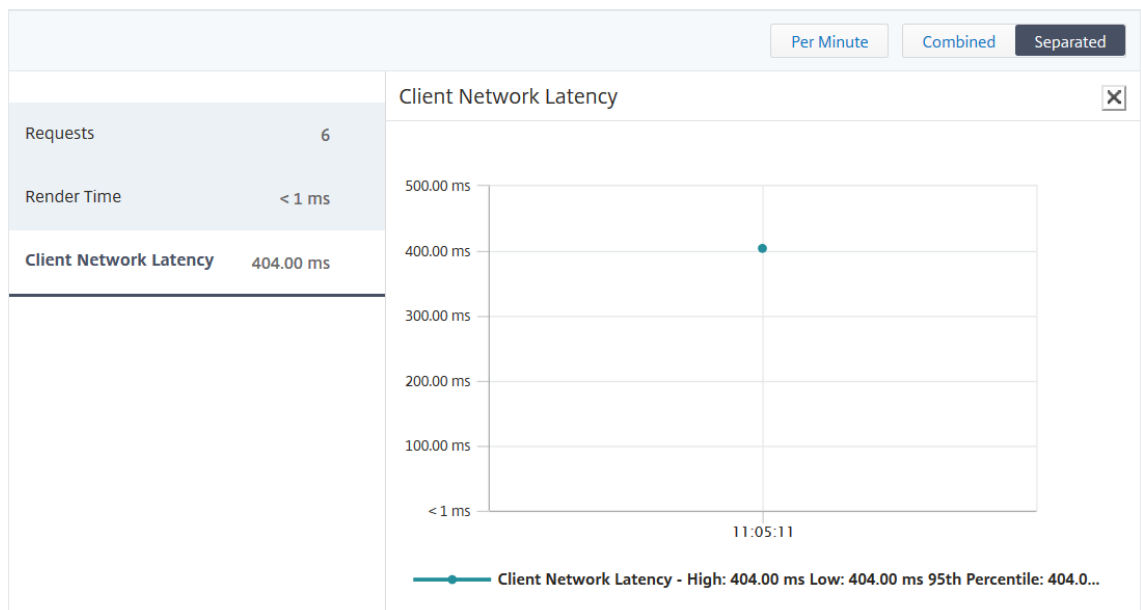 Per Minute Combined Separated
Client Network Latency
Requests 6
Render Time < 1 ms
Client Network Latency 404.00 ms
500.00 ms
400.00 ms
300.00 ms
200.00 ms
100.00 ms
< 1 ms
11:05:11
Client Network Latency - High: 404.00 ms Low: 404.00 ms 95th Percentile: 404.0...